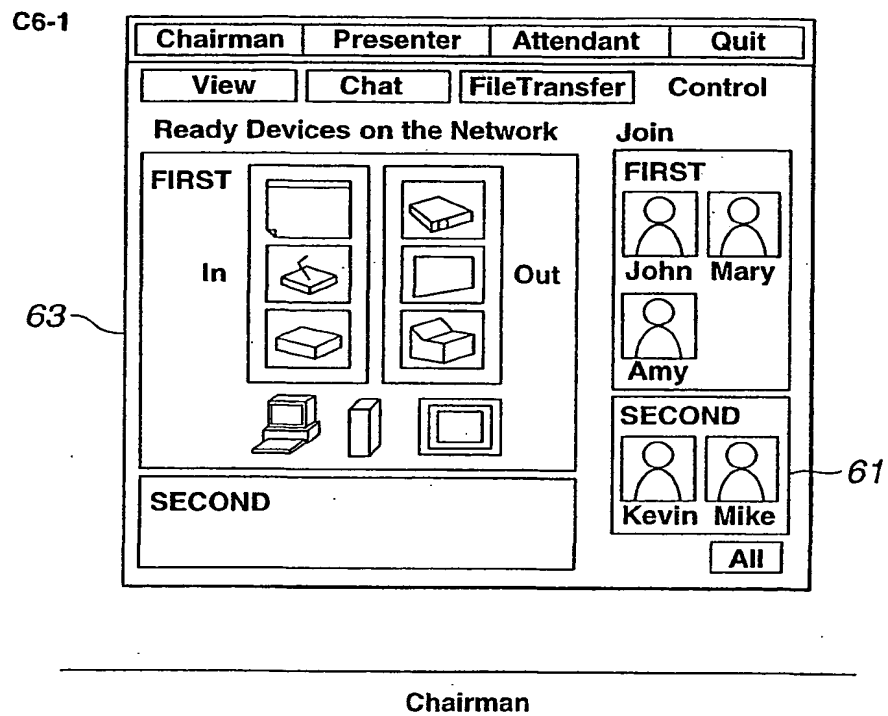 C6-1
Chairman Presenter Attendant Quit
View Chat FileTransfer Control
Ready Devices on the Network
Join
FIRST
In
Out
63
FIRST
John Mary
Amy
SECOND
Kevin Mike
61
SECOND
All
Chairman